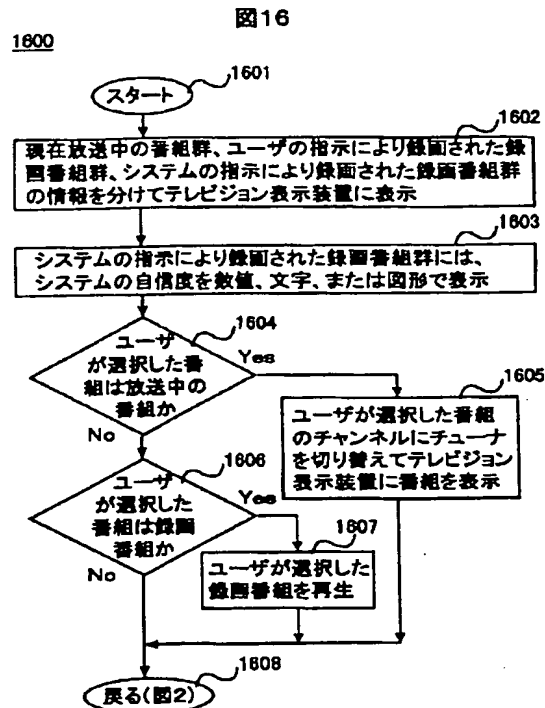 図16
1600
1601
スタート
1602
現在放送中の番組群、ユーザの指示により録画された録
画番組群、システムの指示により録画された録画番組群
の情報を分けてテレビジョン表示装置に表示
1603
システムの指示により録画された録画番組群には、
システムの自信度を数値、文字、または図形で表示
1604
ユーザ
が選択した番
組は放送中の
番組か
Yes
No
1605
ユーザが選択した番組
のチャンネルにチューナ
を切り替えてテレビジョン
表示装置に番組を表示
1606
ユーザ
が選択した
番組は録画
番組か
Yes
No
1607
ユーザが選択した
録画番組を再生
1608
戻る(図2)